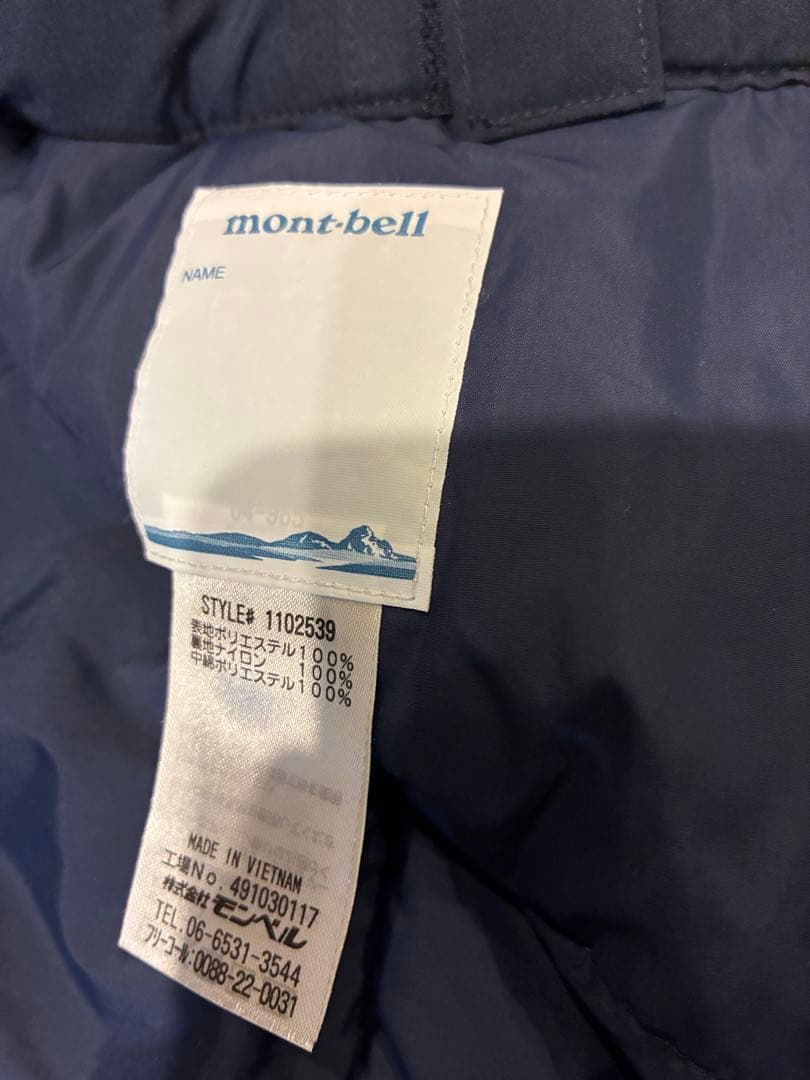 mont-bell
NAME
STYLE# 1102539
表地ポリエステル100%
裏地ナイロン 100%
中綿ポリエステル100%
MADE IN VIETNAM
工場No.491030117
株式会社モンベル
TEL.06-6531-3544
フリーコール:0088-22-0031